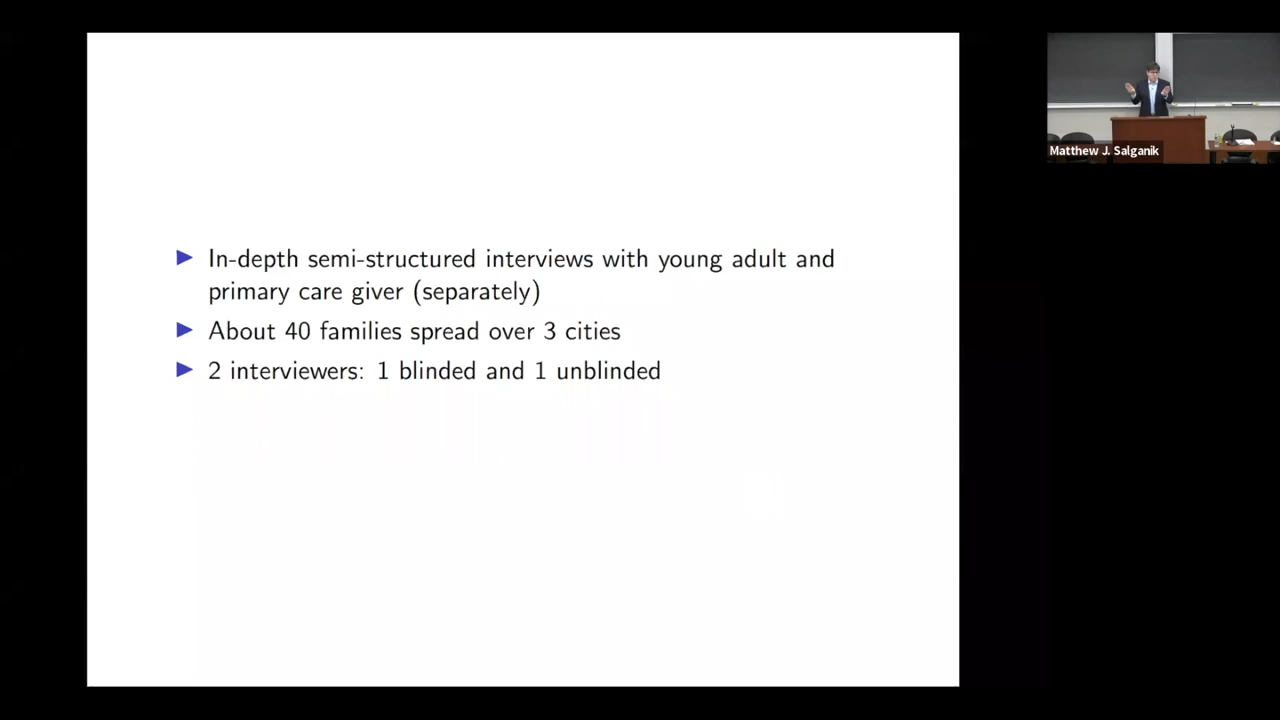 ▶ In-depth semi-structured interviews with young adult and
primary care giver (separately)
▶ About 40 families spread over 3 cities
▶ 2 interviewers: 1 blinded and 1 unblinded
Matthew J. Salganik